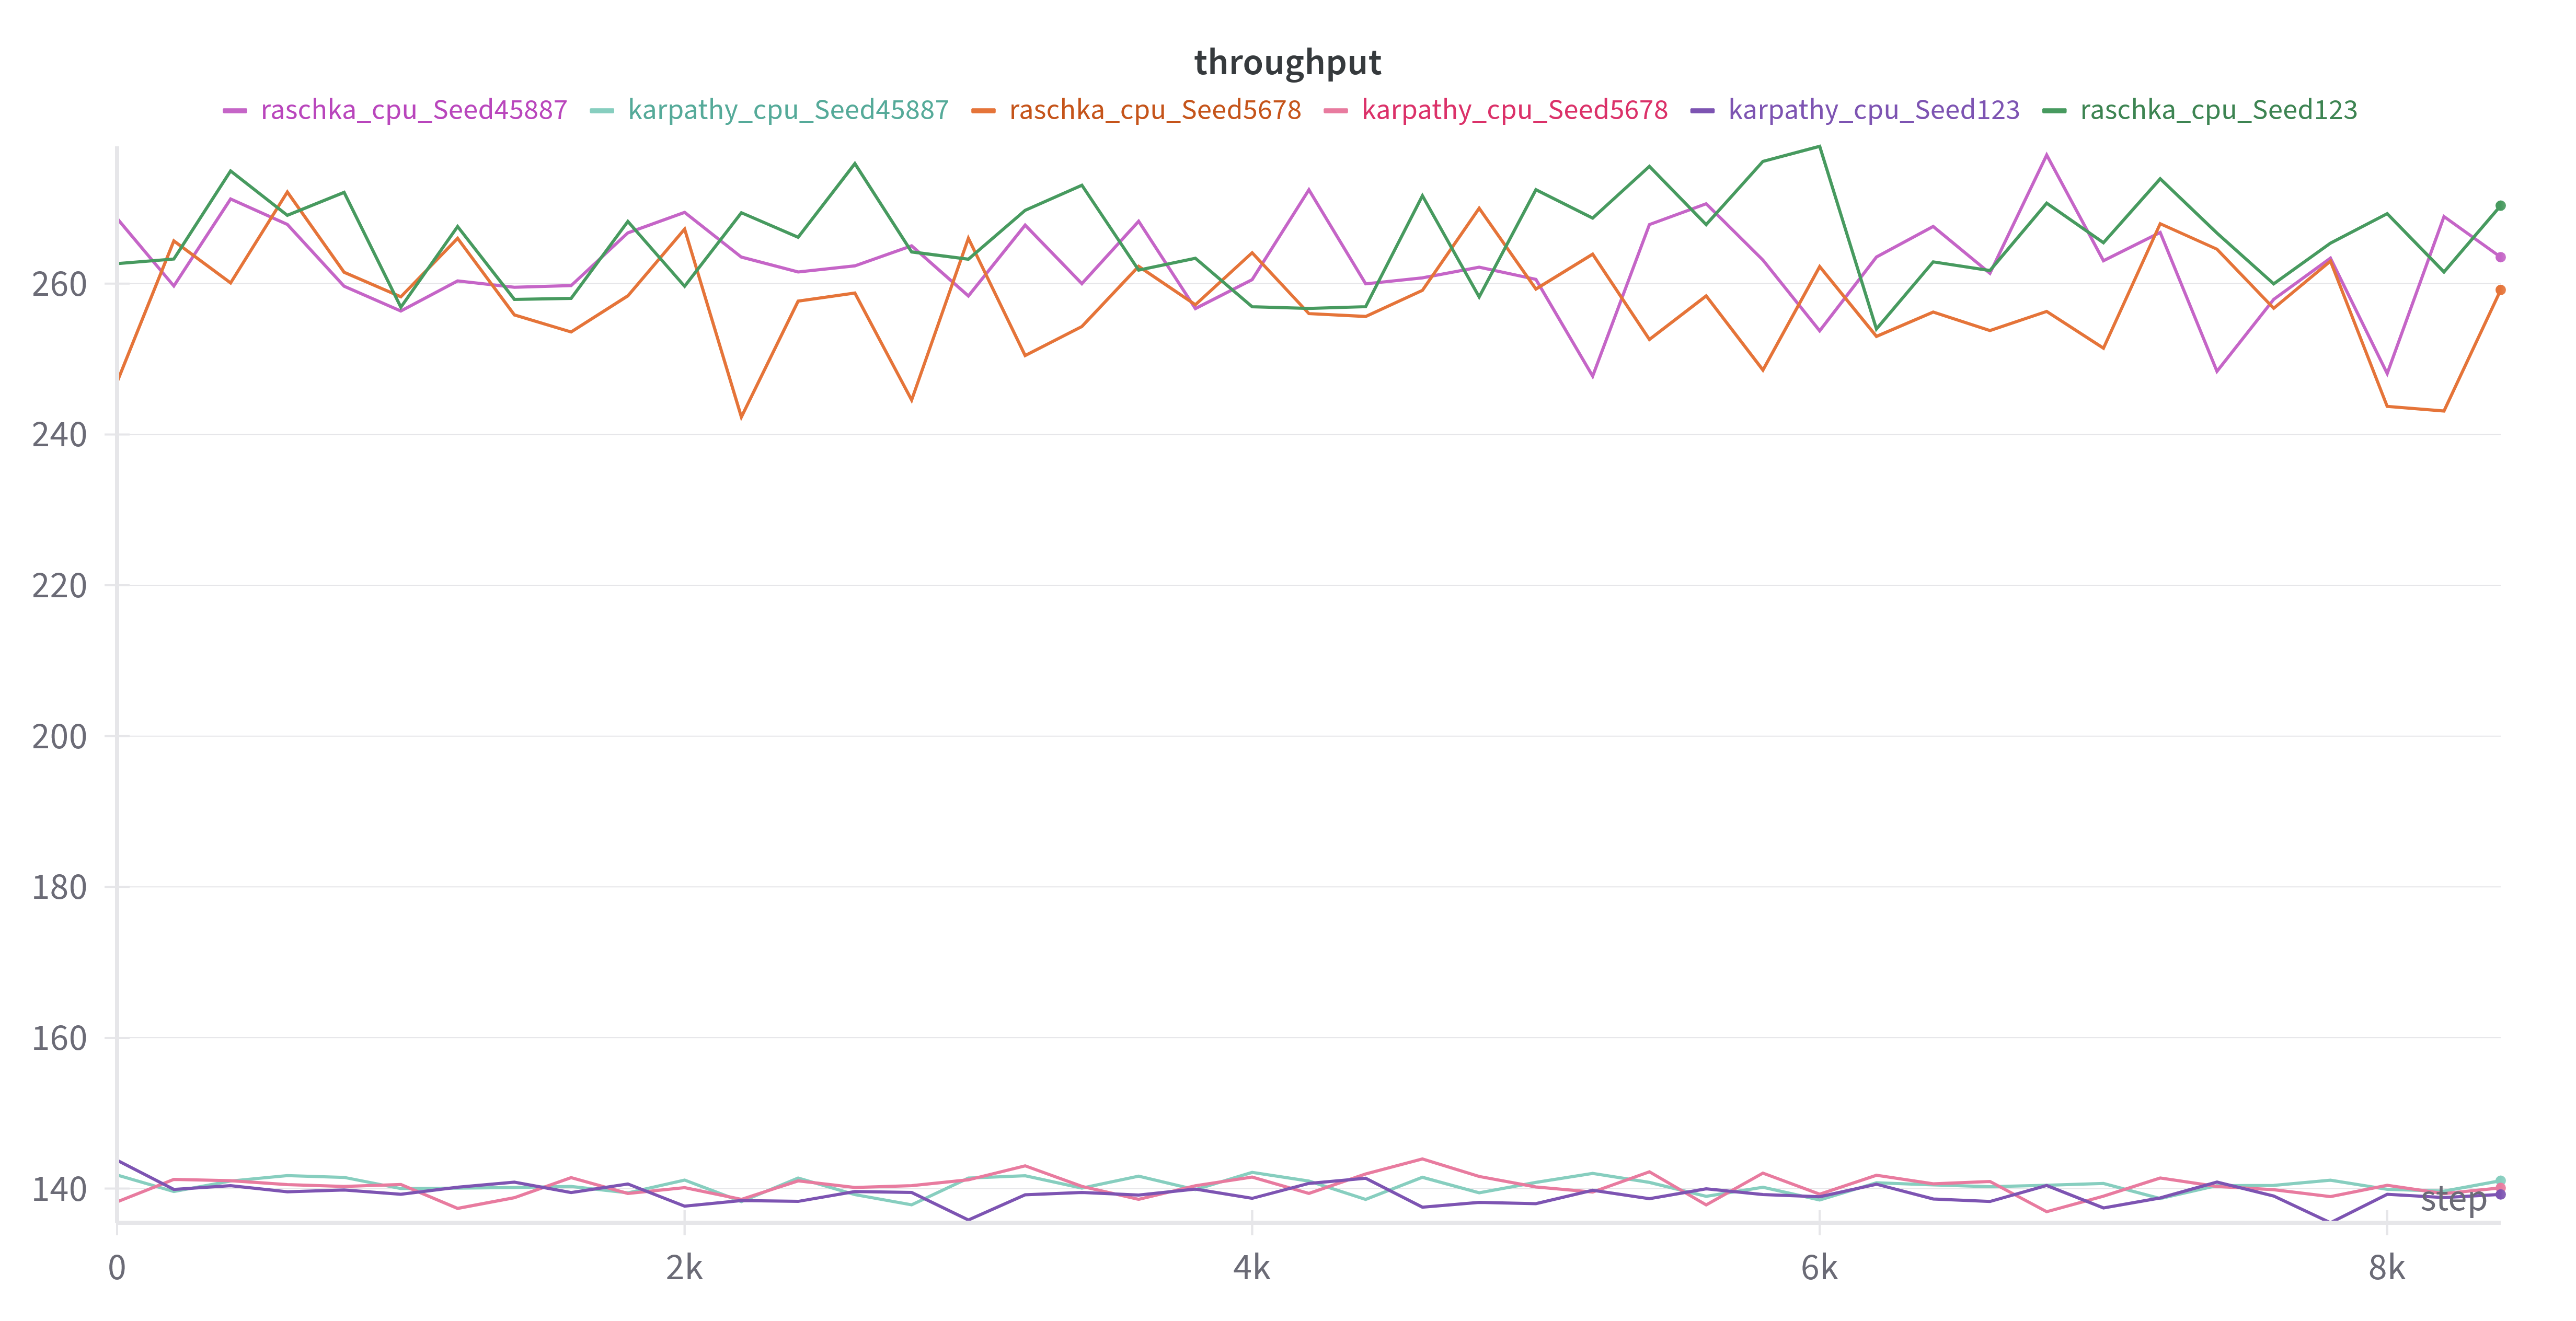 throughput
raschka_cpu_Seed45887 karpathy_cpu_Seed45887 raschka_cpu_Seed5678 karpathy_cpu_Seed5678 karpathy_cpu_Seed123 raschka_cpu_Seed123
260
240
220
200
180
160
140
step
0 2k 4k 6k 8k